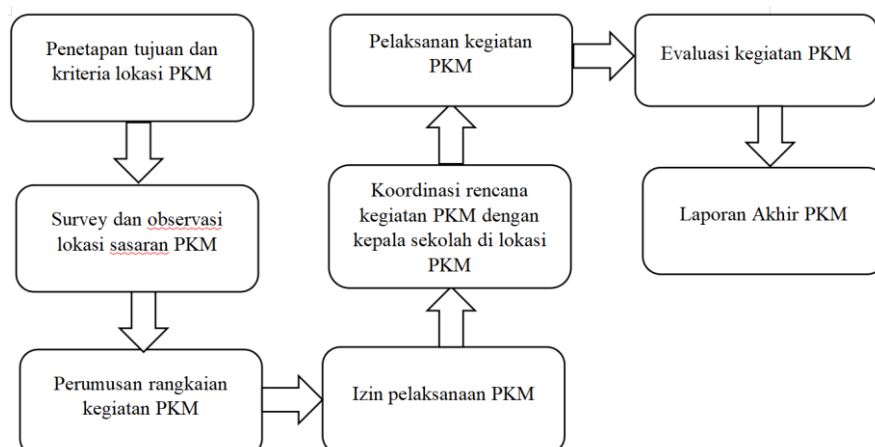 Penetapan tujuan dan
kriteria lokasi PKM
Survey dan observasi
lokasi sasaran PKM
Perumusan rangkaian
kegiatan PKM
Izin pelaksanaan PKM
Koordinasi rencana
kegiatan PKM dengan
kepala sekolah di lokasi
PKM
Pelaksanan kegiatan
PKM
Evaluasi kegiatan PKM
Laporan Akhir PKM